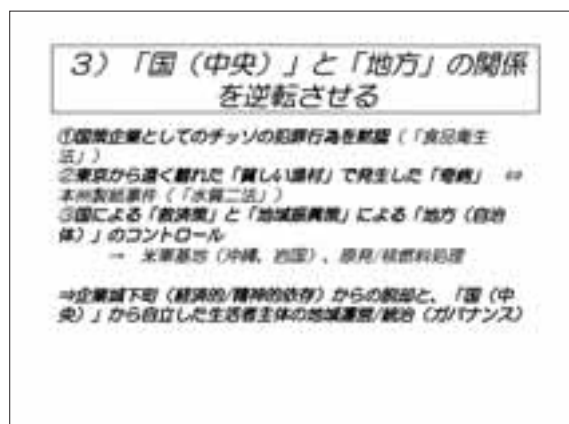 3）「国（中央）」と「地方」の関係
を逆転させる
①国策企業としてのチッソの犯罪行為を黙認（「食品衛生
法」）
②東京から遠く離れた「貧しい漁村」で発生した「奇病」 ⇔
本州製紙事件（「水質二法」）
③国による「救済策」と「地域振興策」による「地方（自治
体）」のコントロール
→ 米軍基地（沖縄、岩国）、原発/核燃料処理
⇒企業城下町（経済的/精神的依存）からの脱却と、「国（中
央）」から自立した生活者主体の地域運営/統治（ガバナンス）